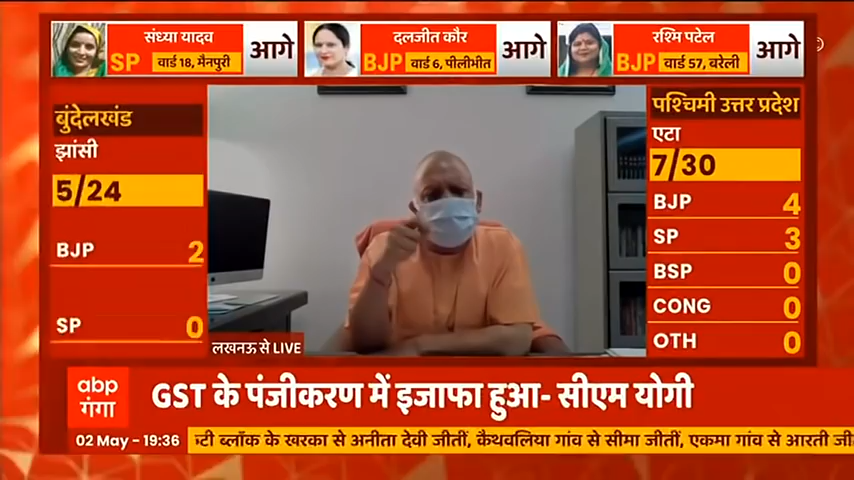 संध्या यादव
SP वार्ड 18, मैनपुरी
आगे
दलजीत कौर
BJP वार्ड 6, पीलीभीत
आगे
रश्मि पटेल
BJP वार्ड 57, बरेली
आगे
बुंदेलखंड
झांसी
5/24
BJP 2
SP 0
लखनऊ से LIVE
पश्चिमी उत्तर प्रदेश
एटा
7/30
BJP 4
SP 3
BSP 0
CONG 0
OTH 0
abp
गंगा
GST के पंजीकरण में इजाफा हुआ- सीएम योगी
02 May - 19:36
ब्लॉक के खरका से अनीता देवी जीतीं, कैथवलिया गांव से सीमा जीतीं, एकमा गांव से आरती